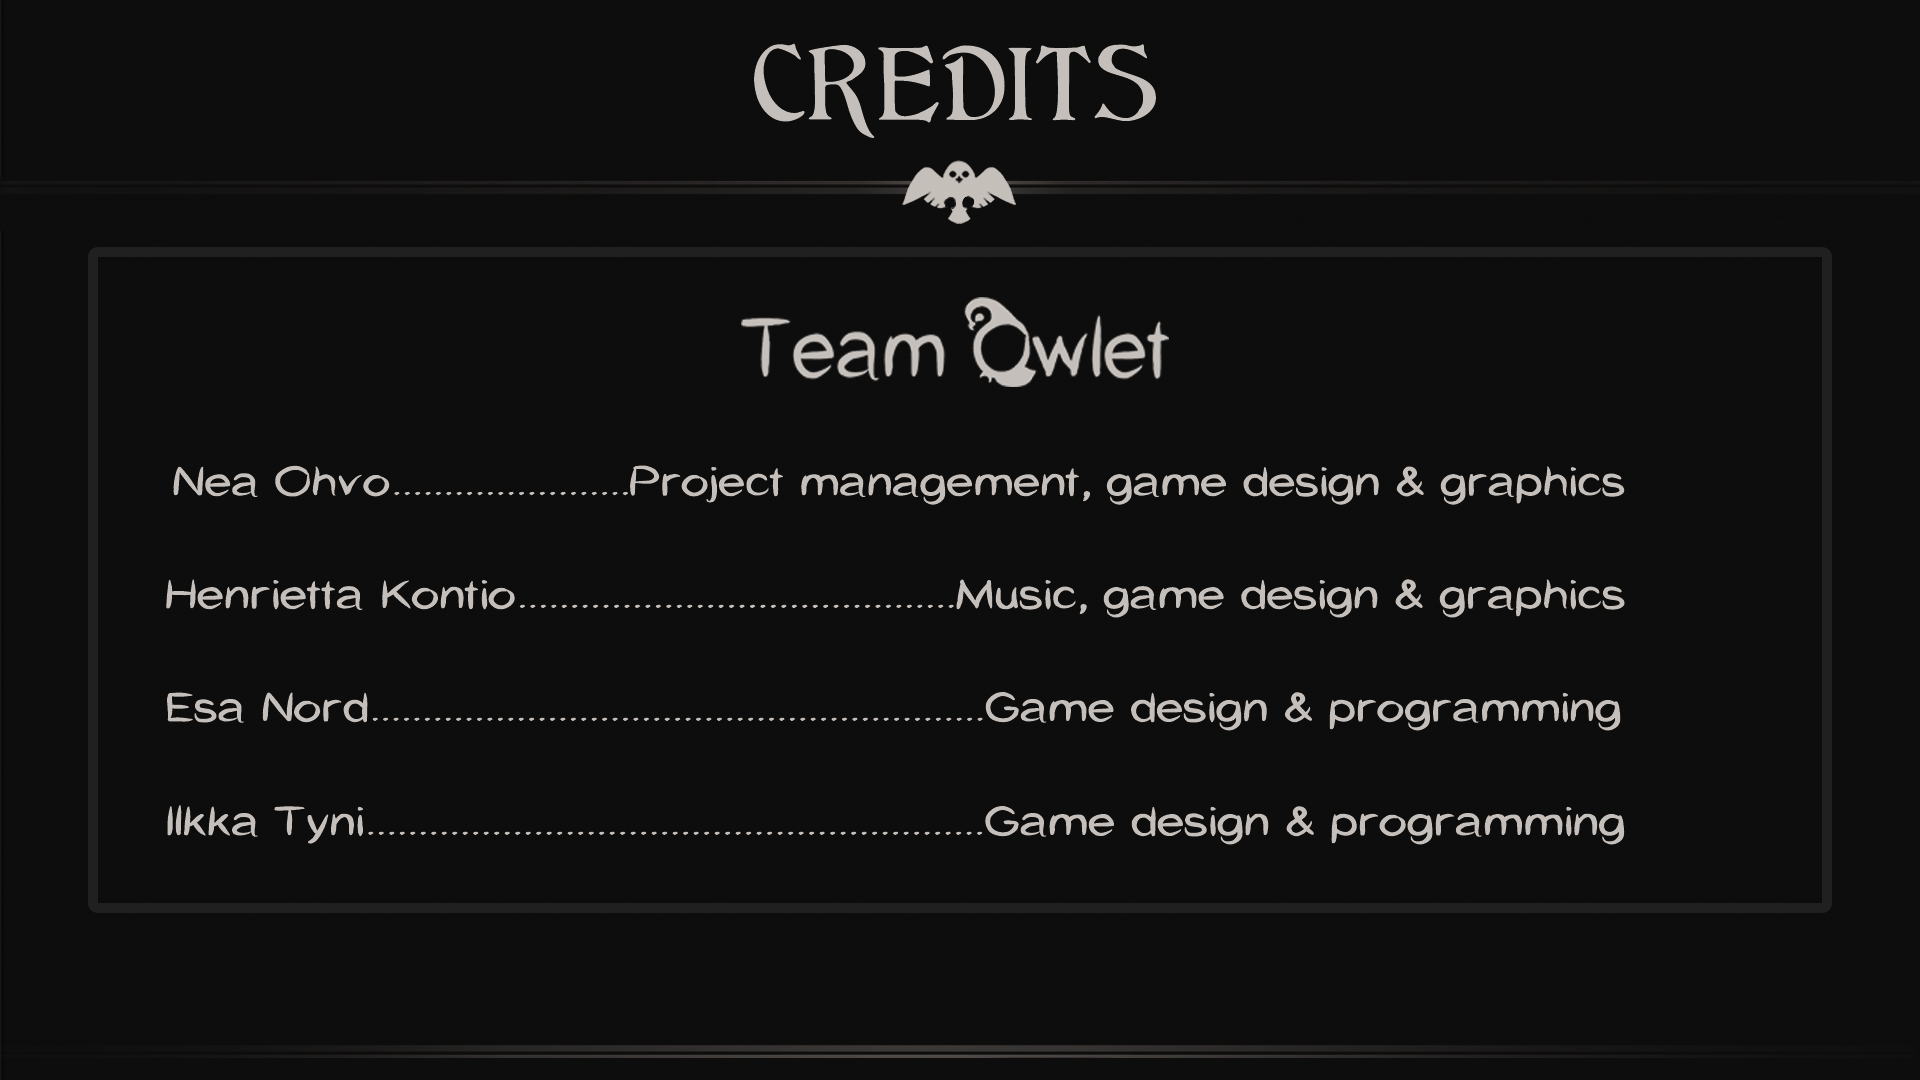 CREDITS
Team Owlet
Nea Ohvo.......................Project management, game design & graphics
Henrietta Kontio..........................................Music, game design & graphics
Esa Nord...........................................................Game design & programming
Ilkka Tyni...........................................................Game design & programming